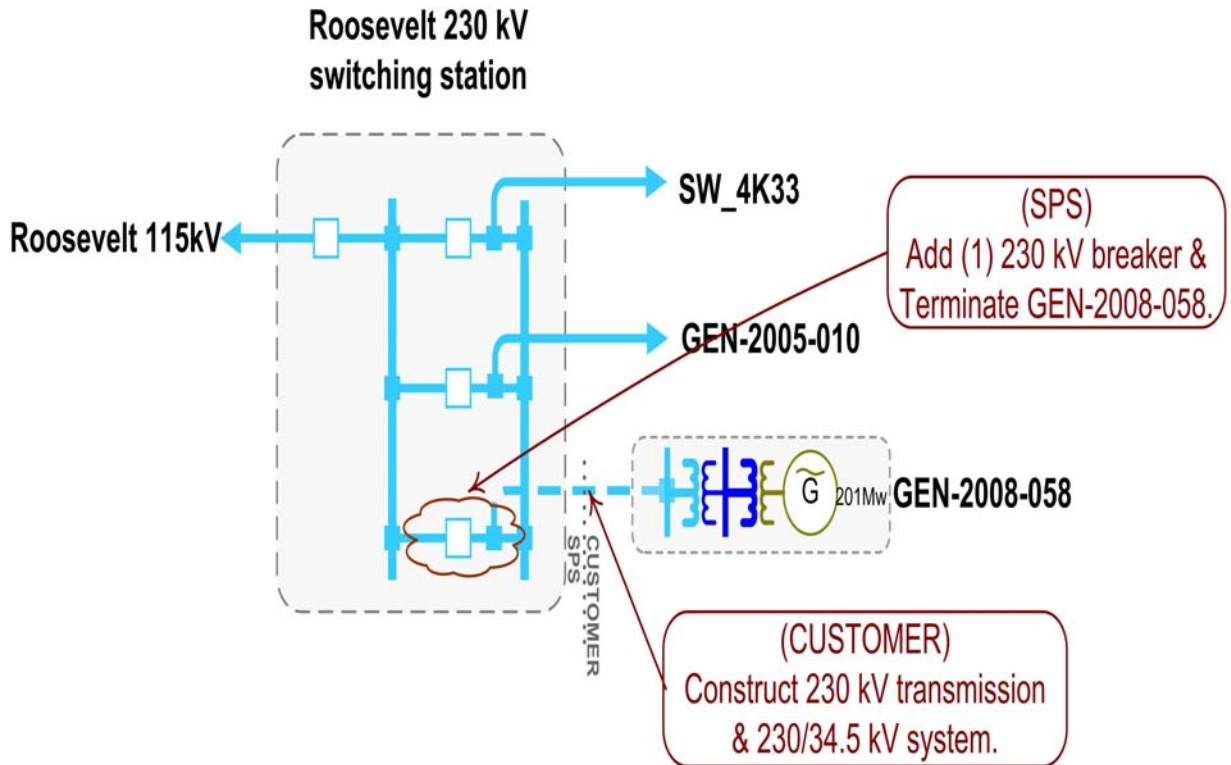 Roosevelt 230 kV
switching station
SW_4K33
Roosevelt 115kV
(SPS)
Add (1) 230 kV breaker &
Terminate GEN-2008-058.
GEN-2005-010
G
201Mw
GEN-2008-058
CUSTOMER
SPS
(CUSTOMER)
Construct 230 kV transmission
& 230/34.5 kV system.